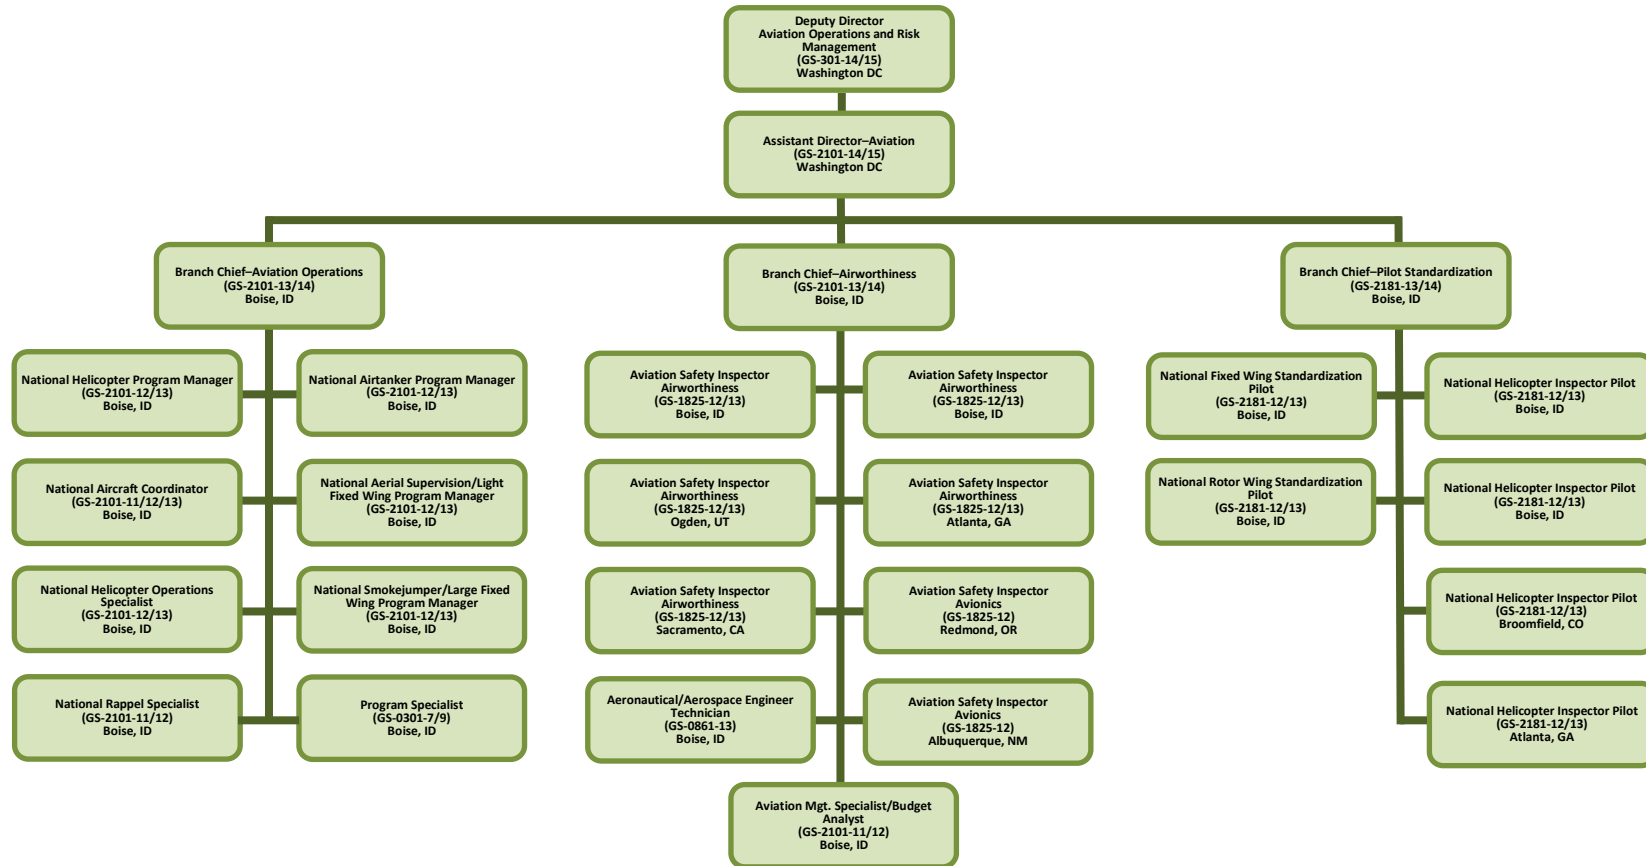 Deputy Director
Aviation Operations and Risk
Management
(GS-301-14/15)
Washington DC
Assistant Director–Aviation
(GS-2101-14/15)
Washington DC
Branch Chief–Aviation Operations
(GS-2101-13/14)
Boise, ID
Branch Chief–Airworthiness
(GS-2101-13/14)
Boise, ID
Branch Chief–Pilot Standardization
(GS-2181-13/14)
Boise, ID
National Helicopter Program Manager
(GS-2101-12/13)
Boise, ID
National Airtanker Program Manager
(GS-2101-12/13)
Boise, ID
National Aircraft Coordinator
(GS-2101-11/12/13)
Boise, ID
National Aerial Supervision/Light
Fixed Wing Program Manager
(GS-2101-12/13)
Boise, ID
National Helicopter Operations
Specialist
(GS-2101-12/13)
Boise, ID
National Smokejumper/Large Fixed
Wing Program Manager
(GS-2101-12/13)
Boise, ID
National Rappel Specialist
(GS-2101-11/12)
Boise, ID
Program Specialist
(GS-0301-7/9)
Boise, ID
Aviation Safety Inspector
Airworthiness
(GS-1825-12/13)
Boise, ID
Aviation Safety Inspector
Airworthiness
(GS-1825-12/13)
Boise, ID
Aviation Safety Inspector
Airworthiness
(GS-1825-12/13)
Ogden, UT
Aviation Safety Inspector
Airworthiness
(GS-1825-12/13)
Atlanta, GA
Aviation Safety Inspector
Airworthiness
(GS-1825-12/13)
Sacramento, CA
Aviation Safety Inspector
Avionics
(GS-1825-12)
Redmond, OR
Aeronautical/Aerospace Engineer
Technician
(GS-0861-13)
Boise, ID
Aviation Safety Inspector
Avionics
(GS-1825-12)
Albuquerque, NM
Aviation Mgt. Specialist/Budget
Analyst
(GS-2101-11/12)
Boise, ID
National Fixed Wing Standardization
Pilot
(GS-2181-12/13)
Boise, ID
National Helicopter Inspector Pilot
(GS-2181-12/13)
Boise, ID
National Rotor Wing Standardization
Pilot
(GS-2181-12/13)
Boise, ID
National Helicopter Inspector Pilot
(GS-2181-12/13)
Boise, ID
National Helicopter Inspector Pilot
(GS-2181-12/13)
Broomfield, CO
National Helicopter Inspector Pilot
(GS-2181-12/13)
Atlanta, GA